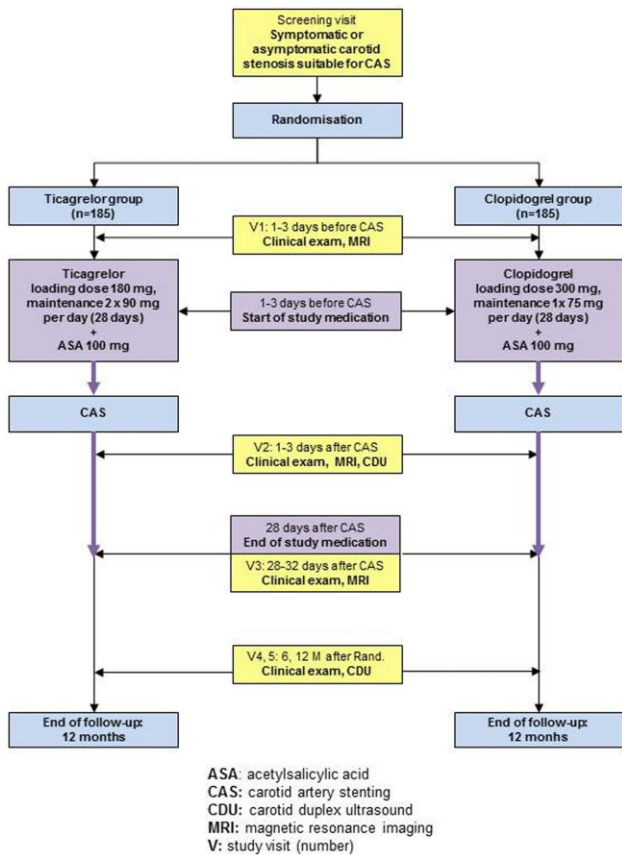 Screening visit
Symptomatic or
asymptomatic carotid
stenosis suitable for CAS
Randomisation
Ticagrelor group
(n=185)
Clopidogrel group
(n=185)
V1: 1-3 days before CAS
Clinical exam, MRI
Ticagrelor
loading dose 180 mg,
maintenance 2 x 90 mg
per day (28 days)
+
ASA 100 mg
1-3 days before CAS
Start of study medication
Clopidogrel
loading dose 300 mg,
maintenance 1x 75 mg
per day (28 days)
+
ASA 100 mg
CAS
CAS
V2: 1-3 days after CAS
Clinical exam, MRI, CDU
28 days after CAS
End of study medication
V3: 28-32 days after CAS
Clinical exam, MRI
V4, 5: 6, 12 M after Rand.
Clinical exam, CDU
End of follow-up:
12 months
End of follow-up:
12 months
ASA: acetylsalicylic acid
CAS: carotid artery stenting
CDU: carotid duplex ultrasound
MRI: magnetic resonance imaging
V: study visit (number)